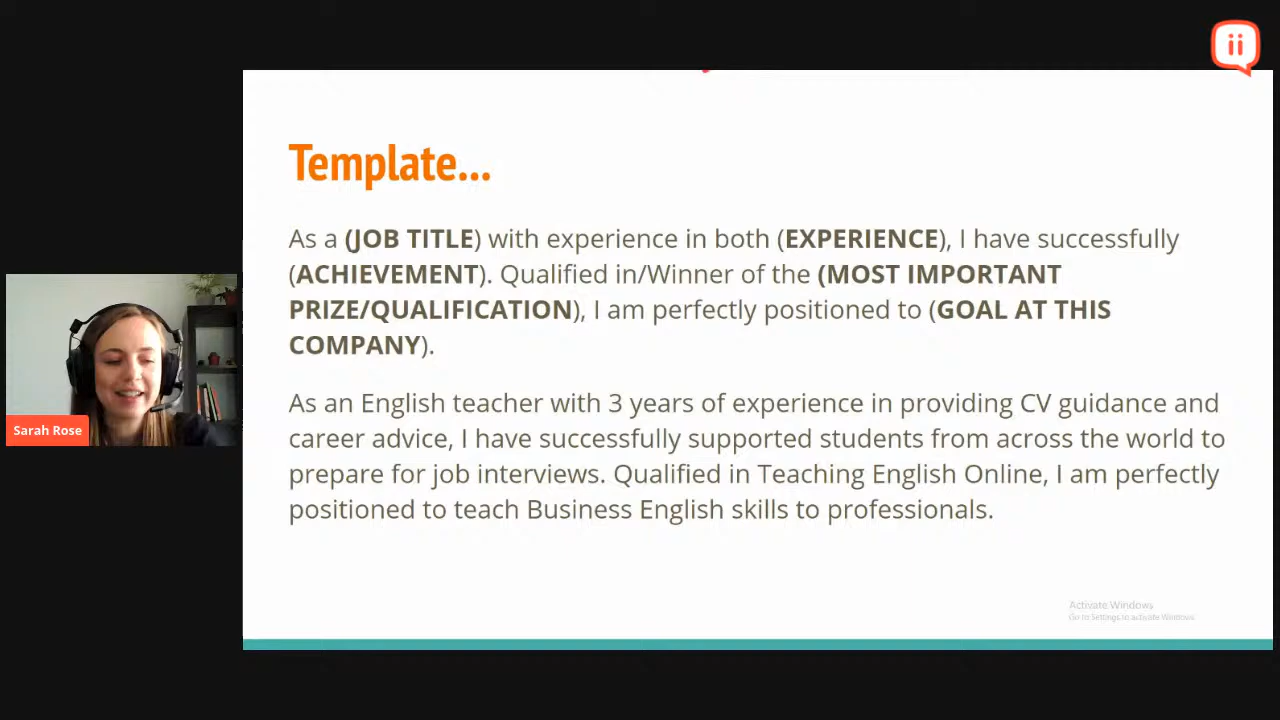 Template...
As a (JOB TITLE) with experience in both (EXPERIENCE), I have successfully
(ACHIEVEMENT). Qualified in/Winner of the (MOST IMPORTANT
PRIZE/QUALIFICATION), I am perfectly positioned to (GOAL AT THIS
COMPANY).
As an English teacher with 3 years of experience in providing CV guidance and
career advice, I have successfully supported students from across the world to
prepare for job interviews. Qualified in Teaching English Online, I am perfectly
positioned to teach Business English skills to professionals.
Sarah Rose
Activate Windows
Go to Settings to activate Windows.